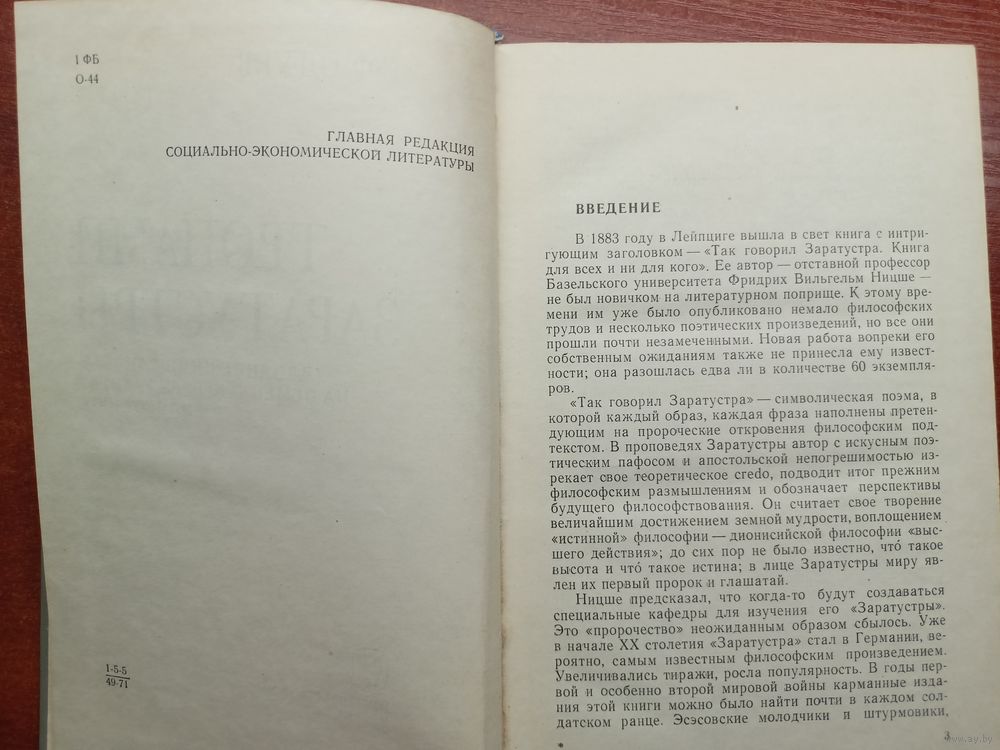 1 ФБ
О-44
ГЛАВНАЯ РЕДАКЦИЯ
СОЦИАЛЬНО-ЭКОНОМИЧЕСКОЙ ЛИТЕРАТУРЫ
1-5-5
49-71
ВВЕДЕНИЕ
В 1883 году в Лейпциге вышла в свет книга с интри-
гующим заголовком — «Так говорил Заратустра. Книга
для всех и ни для кого». Ее автор — отставной профессор
Базельского университета Фридрих Вильгельм Ницше —
не был новичком на литературном поприще. К этому вре-
мени им уже было опубликовано немало философских
трудов и несколько поэтических произведений, но все они
прошли почти незамеченными. Новая работа вопреки его
собственным ожиданиям также не принесла ему извест-
ности; она разошлась едва ли в количестве 60 экземпля-
ров.
«Так говорил Заратустра» — символическая поэма, в
которой каждый образ, каждая фраза наполнены претен-
дующим на пророческие откровения философским под-
текстом. В проповедях Заратустры автор с искусным поэ-
тическим пафосом и апостольской непогрешимостью из-
рекает свое теоретическое credo, подводит итог прежним
философским размышлениям и обозначает перспективы
будущего философствования. Он считает свое творение
величайшим достижением земной мудрости, воплощением
«истинной» философии — дионисийской философии «выс-
шего действия»; до сих пор не было известно, что́ такое
высота и что́ такое истина; в лице Заратустры миру яв-
лен их первый пророк и глашатай.
Ницше предсказал, что когда-то будут создаваться
специальные кафедры для изучения его «Заратустры».
Это «пророчество» неожиданным образом сбылось. Уже
в начале XX столетия «Заратустра» стал в Германии, ве-
роятно, самым известным философским произведением.
Увеличивались тиражи, росла популярность. В годы пер-
вой и особенно второй мировой войны карманные изда-
ния этой книги можно было найти почти в каждом сол-
датском ранце. Эсэсовские молодчики и штурмовики,
3
www.ay.by